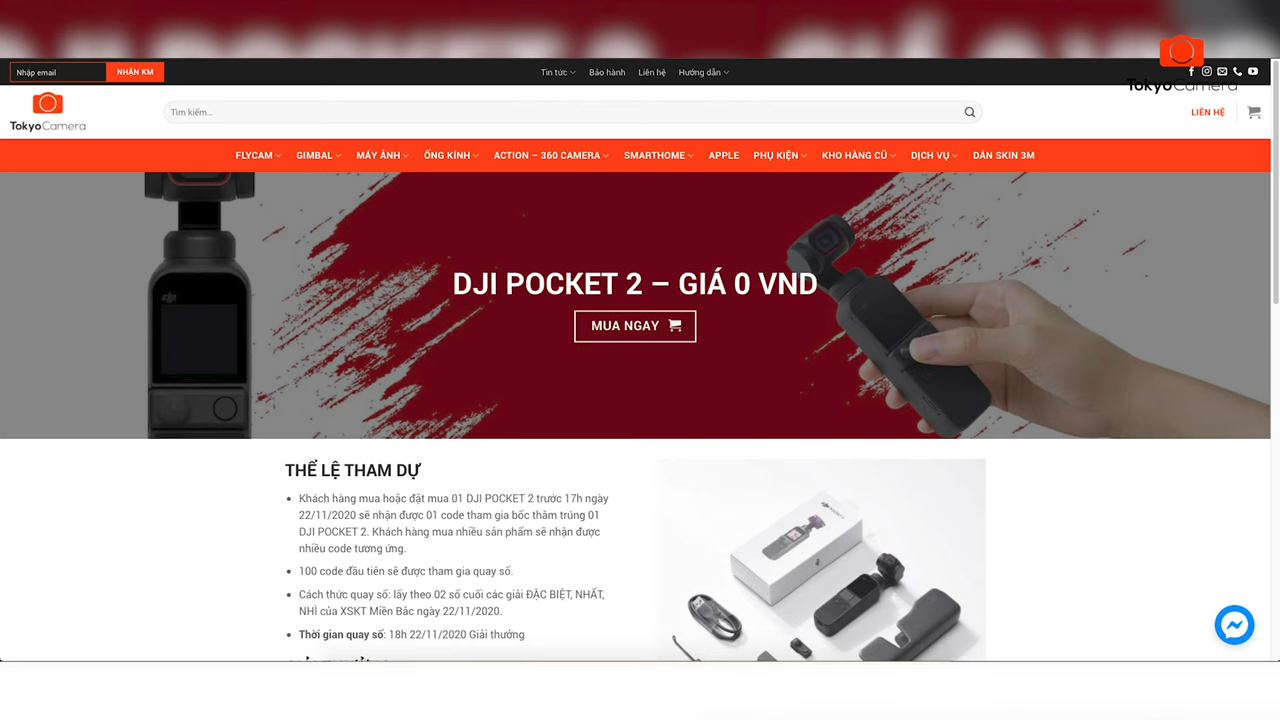 Nhập email
NHẬN KM
Tin tức
Bảo hành
Liên hệ
Hướng dẫn
TokyoCamera
TokyoCamera
Tìm kiếm...
LIÊN HỆ
FLYCAM
GIMBAL
MÁY ẢNH
ỐNG KÍNH
ACTION – 360 CAMERA
SMARTHOME
APPLE
PHỤ KIỆN
KHO HÀNG CŨ
DỊCH VỤ
DÁN SKIN 3M
DJI POCKET 2 – GIÁ 0 VND
MUA NGAY
THỂ LỆ THAM DỰ
Khách hàng mua hoặc đặt mua 01 DJI POCKET 2 trước 17h ngày
22/11/2020 sẽ nhận được 01 code tham gia bốc thăm trúng 01
DJI POCKET 2. Khách hàng mua nhiều sản phẩm sẽ nhận được
nhiều code tương ứng.
100 code đầu tiên sẽ được tham gia quay số.
Cách thức quay số: lấy theo 02 số cuối các giải ĐẶC BIỆT, NHẤT,
NHÌ của XSKT Miền Bắc ngày 22/11/2020.
Thời gian quay số: 18h 22/11/2020 Giải thưởng